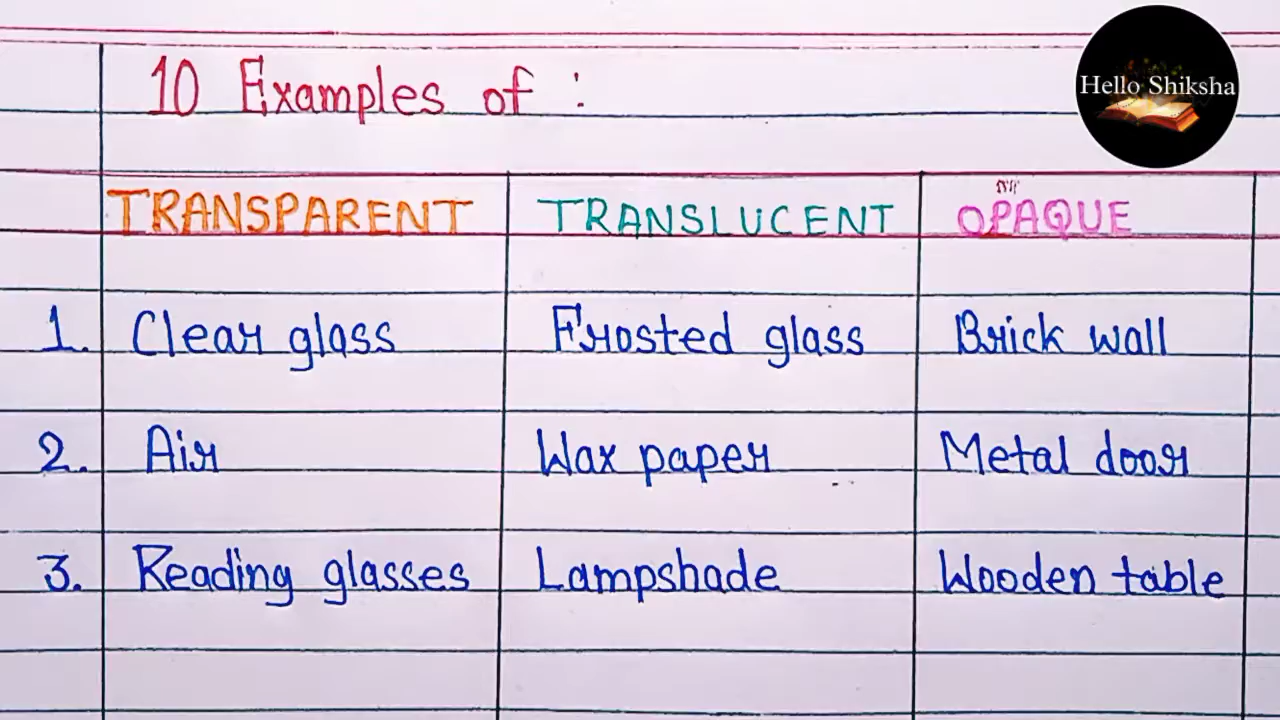 Hello Shiksha
10 Examples of :
TRANSPARENT TRANSLUCENT OPAQUE
1. Clear glass Frosted glass Brick wall
2. Air Wax paper Metal door
3. Reading glasses Lampshade Wooden table